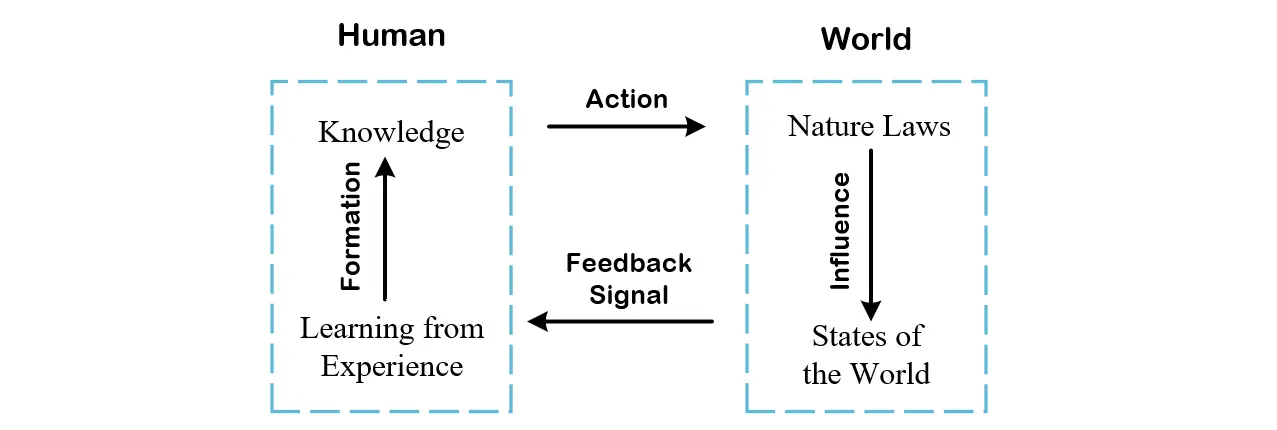 Human
World
Knowledge
Action
Nature Laws
Formation
Influence
Feedback
Signal
Learning from
Experience
States of
the World